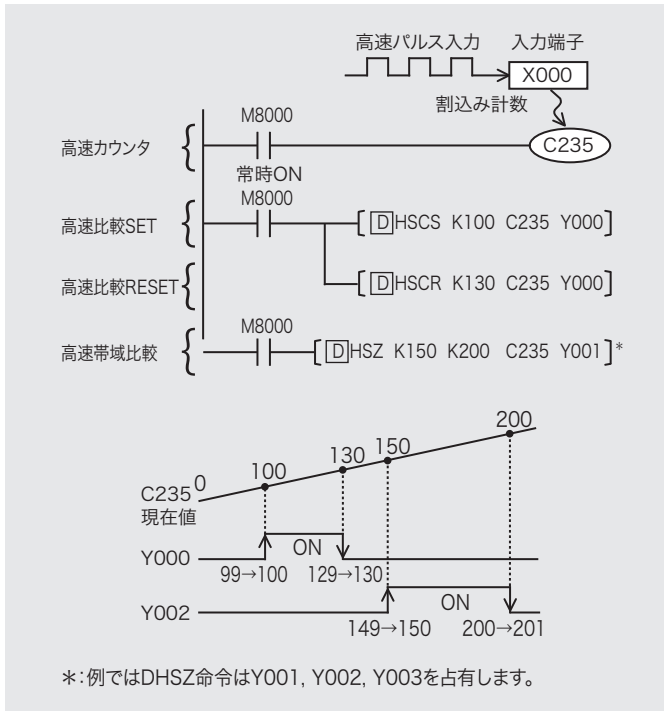 高速パルス入力 入力端子
X000
割込み計数
M8000
高速カウンタ
C235
常時ON
M8000
高速比較SET
[DHSCS K100 C235 Y000]
高速比較RESET
[DHSCR K130 C235 Y000]
M8000
高速帯域比較
[DHSZ K150 K200 C235 Y001]*
200
130 150
100
0
C235
現在値
ON
Y000
99→100 129→130
ON
Y002
149→150 200→201
*:例ではDHSZ命令はY001, Y002, Y003を占有します。